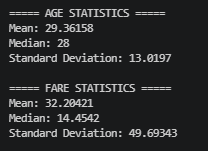 ===== AGE STATISTICS =====
Mean: 29.36158
Median: 28
Standard Deviation: 13.0197
===== FARE STATISTICS =====
Mean: 32.20421
Median: 14.4542
Standard Deviation: 49.69343